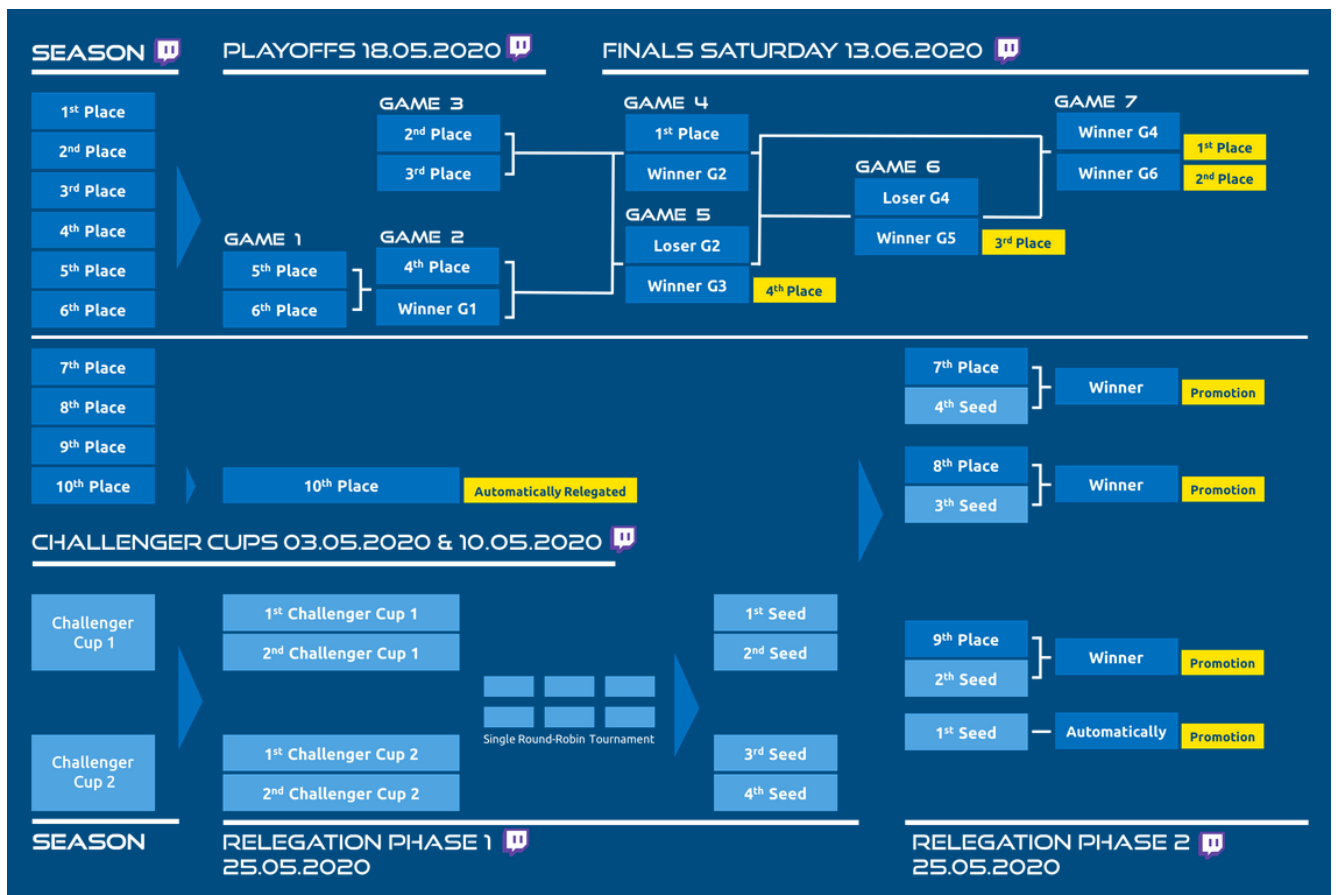 SEASON
PLAYOFFS 18.05.2020
FINALS SATURDAY 13.06.2020
1st Place
2nd Place
3rd Place
4th Place
5th Place
6th Place
GAME 1
5th Place
6th Place
GAME 3
2nd Place
3rd Place
GAME 2
4th Place
Winner G1
GAME 4
1st Place
Winner G2
GAME 5
Loser G2
Winner G3
4th Place
GAME 6
Loser G4
Winner G5
3rd Place
GAME 7
Winner G4
Winner G6
1st Place
2nd Place
7th Place
8th Place
9th Place
10th Place
10th Place
Automatically Relegated
7th Place
4th Seed
Winner
Promotion
8th Place
3th Seed
Winner
Promotion
CHALLENGER CUPS 03.05.2020 & 10.05.2020
Challenger
Cup 1
Challenger
Cup 2
1st Challenger Cup 1
2nd Challenger Cup 1
1st Challenger Cup 2
2nd Challenger Cup 2
Single Round-Robin Tournament
1st Seed
2nd Seed
3rd Seed
4th Seed
9th Place
2th Seed
Winner
Promotion
1st Seed
Automatically
Promotion
SEASON
RELEGATION PHASE 1
25.05.2020
RELEGATION PHASE 2
25.05.2020